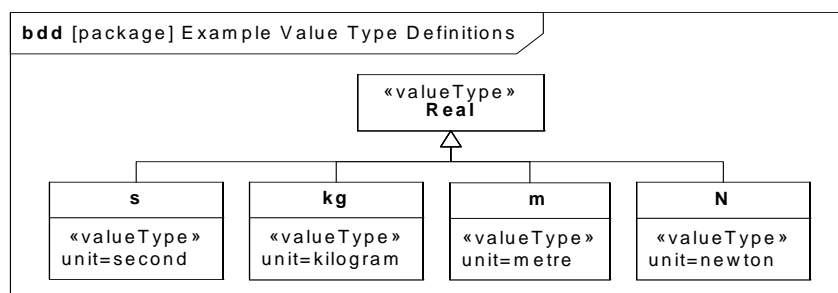 bdd [package] Example Value Type Definitions
«valueType»
Real
s
«valueType»
unit=second
kg
«valueType»
unit=kilogram
m
«valueType»
unit=metre
N
«valueType»
unit=newton